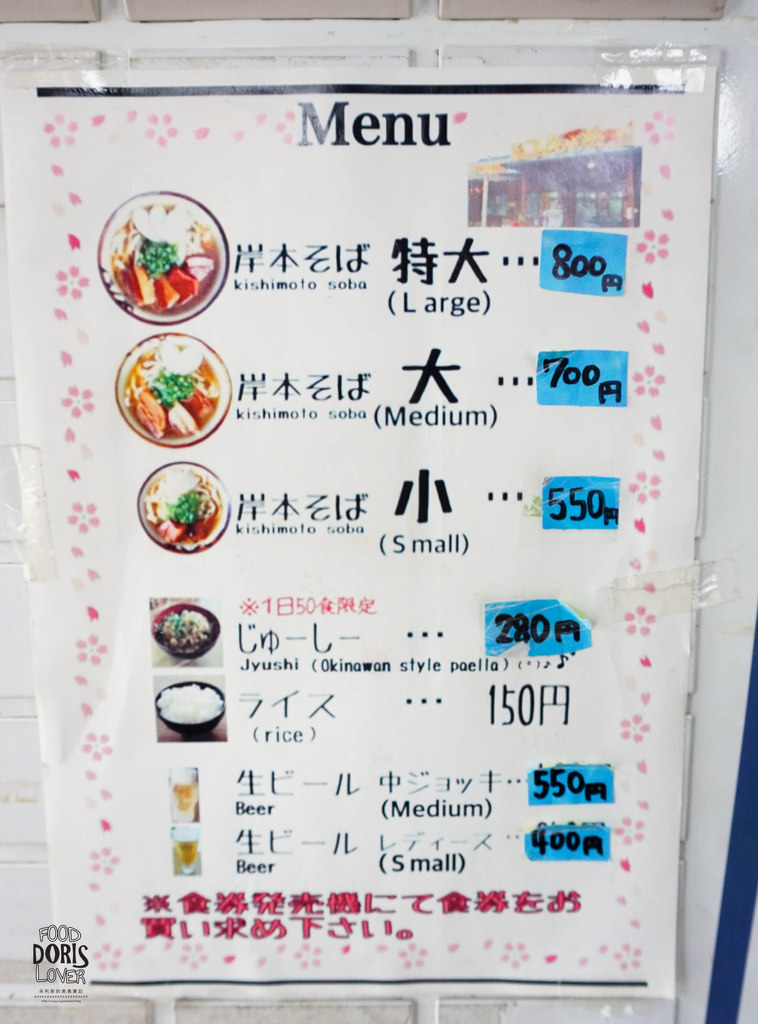 Menu
岸本そば 特大 … 800円
kishimoto soba (Large)
岸本そば 大 … 700円
kishimoto soba (Medium)
岸本そば 小 … 550円
kishimoto soba (Small)
※1日50食限定
じゅーしー … 280円
Jyushi (Okinawan style paella)
ライス … 150円
(rice)
生ビール 中ジョッキ… 550円
Beer (Medium)
生ビール レディース … 400円
Beer (Small)
※食券発売機にて食券をお
買い求め下さい。
FOOD
DORIS
LOVER